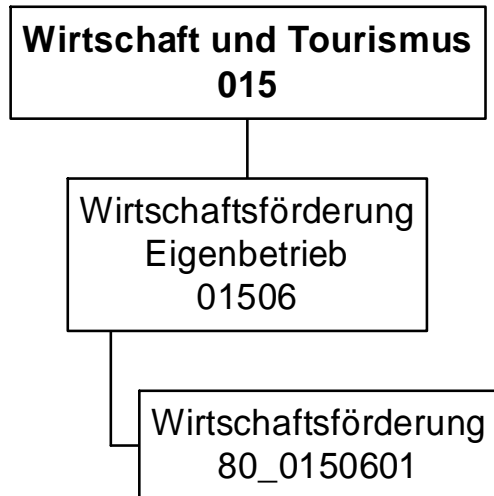 Wirtschaft und Tourismus
015
Wirtschaftsförderung
Eigenbetrieb
01506
Wirtschaftsförderung
80_0150601